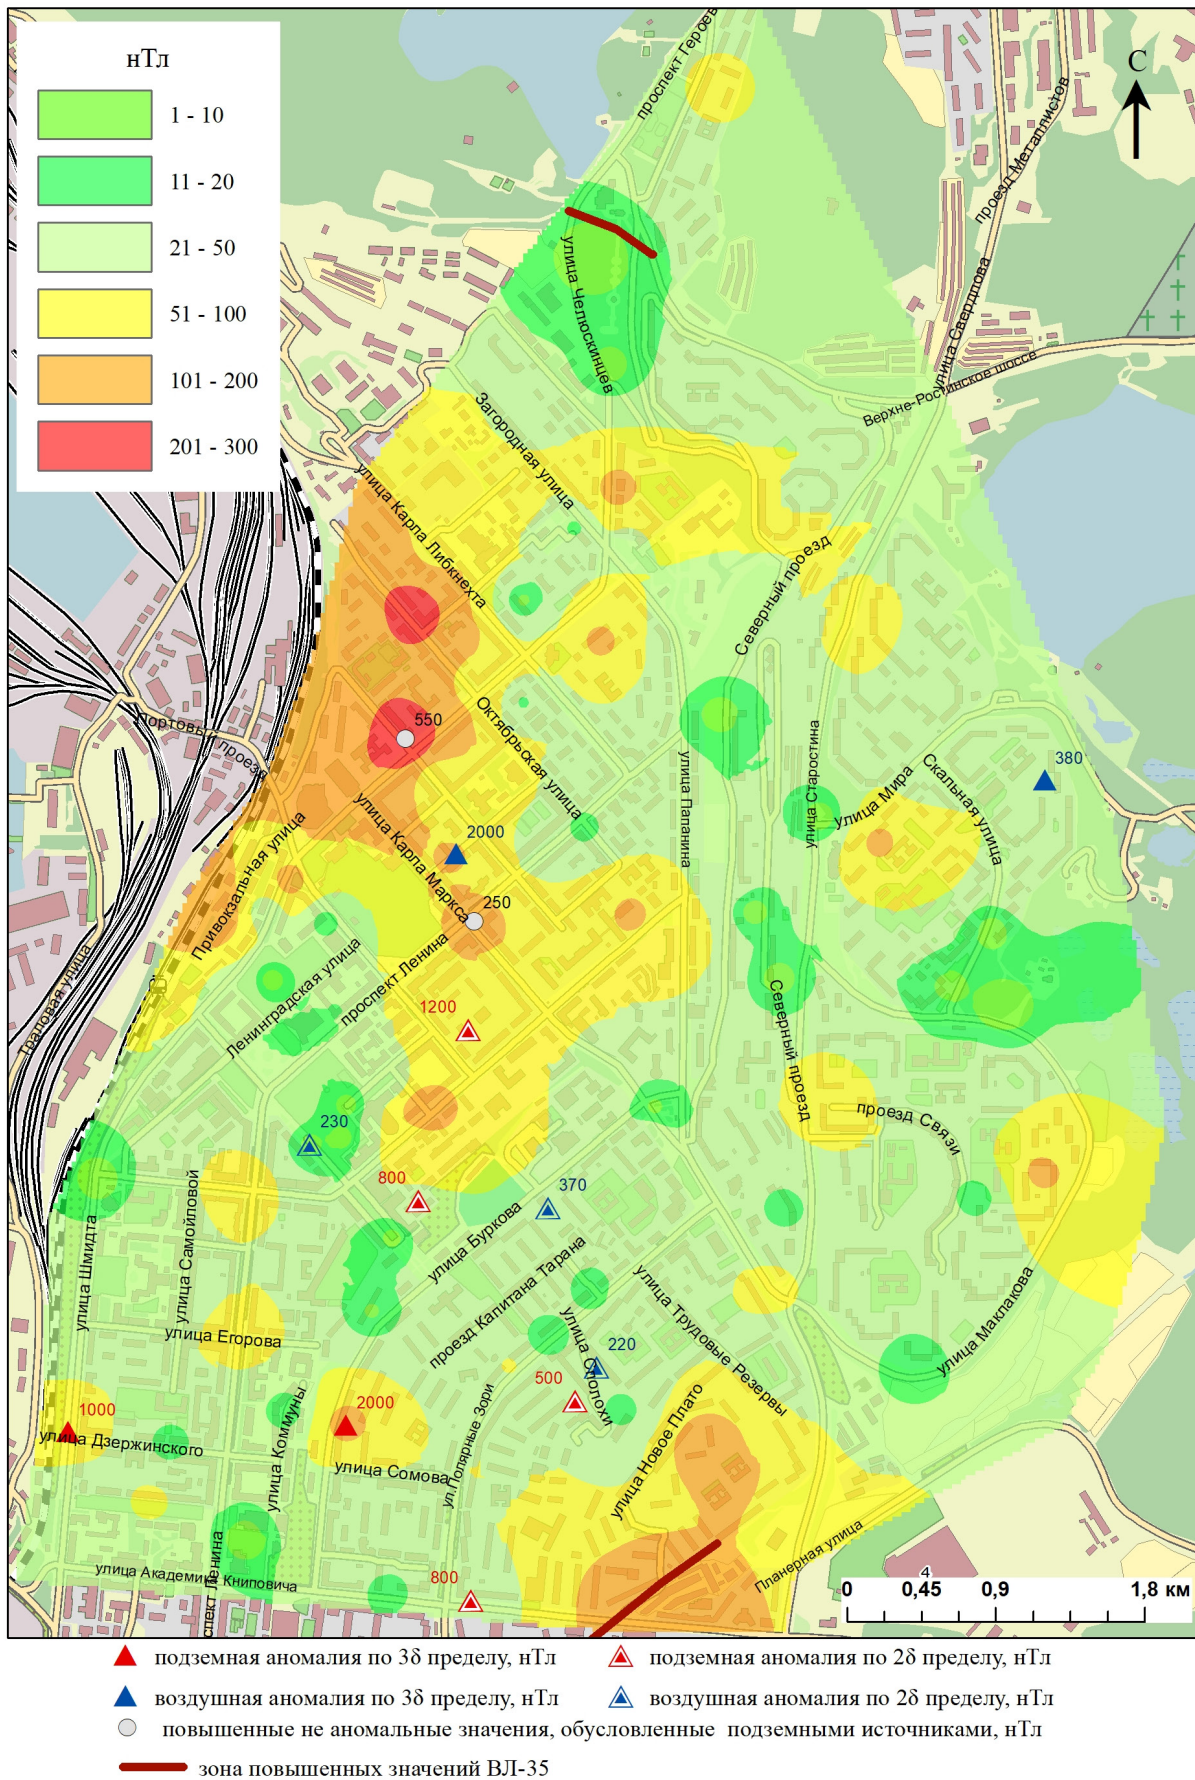 нТл
1 - 10
11 - 20
21 - 50
51 - 100
101 - 200
201 - 300
С
проспект Героев
проезд Металлистов
улица Свердлова
Верхне-Ростинское шоссе
улица Челюскинцев
Загородная улица
улица Карла Либкнехта
Северный проезд
Портовый проезд
550
Октябрьская улица
улица Папанина
улица Старостина
улица Мира
Скальная улица
380
улица Карла Маркса
2000
250
Привокзальная улица
Траловая улица
Ленинградская улица
проспект Ленина
1200
Северный проезд
проезд Связи
230
800
370
улица Буркова
улица Шмидта
улица Самойловой
улица Егорова
проезд Капитана Тарана
улица Трудовые Резервы
улица Маклакова
улица Сполохи
220
500
1000
2000
улица Дзержинского
улица Коммуны
улица Сомова
ул.Полярные Зори
улица Новое Плато
Планерная улица
улица Академика Книповича
спект Ленина
800
4
0 0,45 0,9 1,8 км
подземная аномалия по 3δ пределу, нТл
подземная аномалия по 2δ пределу, нТл
воздушная аномалия по 3δ пределу, нТл
воздушная аномалия по 2δ пределу, нТл
повышенные не аномальные значения, обусловленные подземными источниками, нТл
зона повышенных значений ВЛ-35